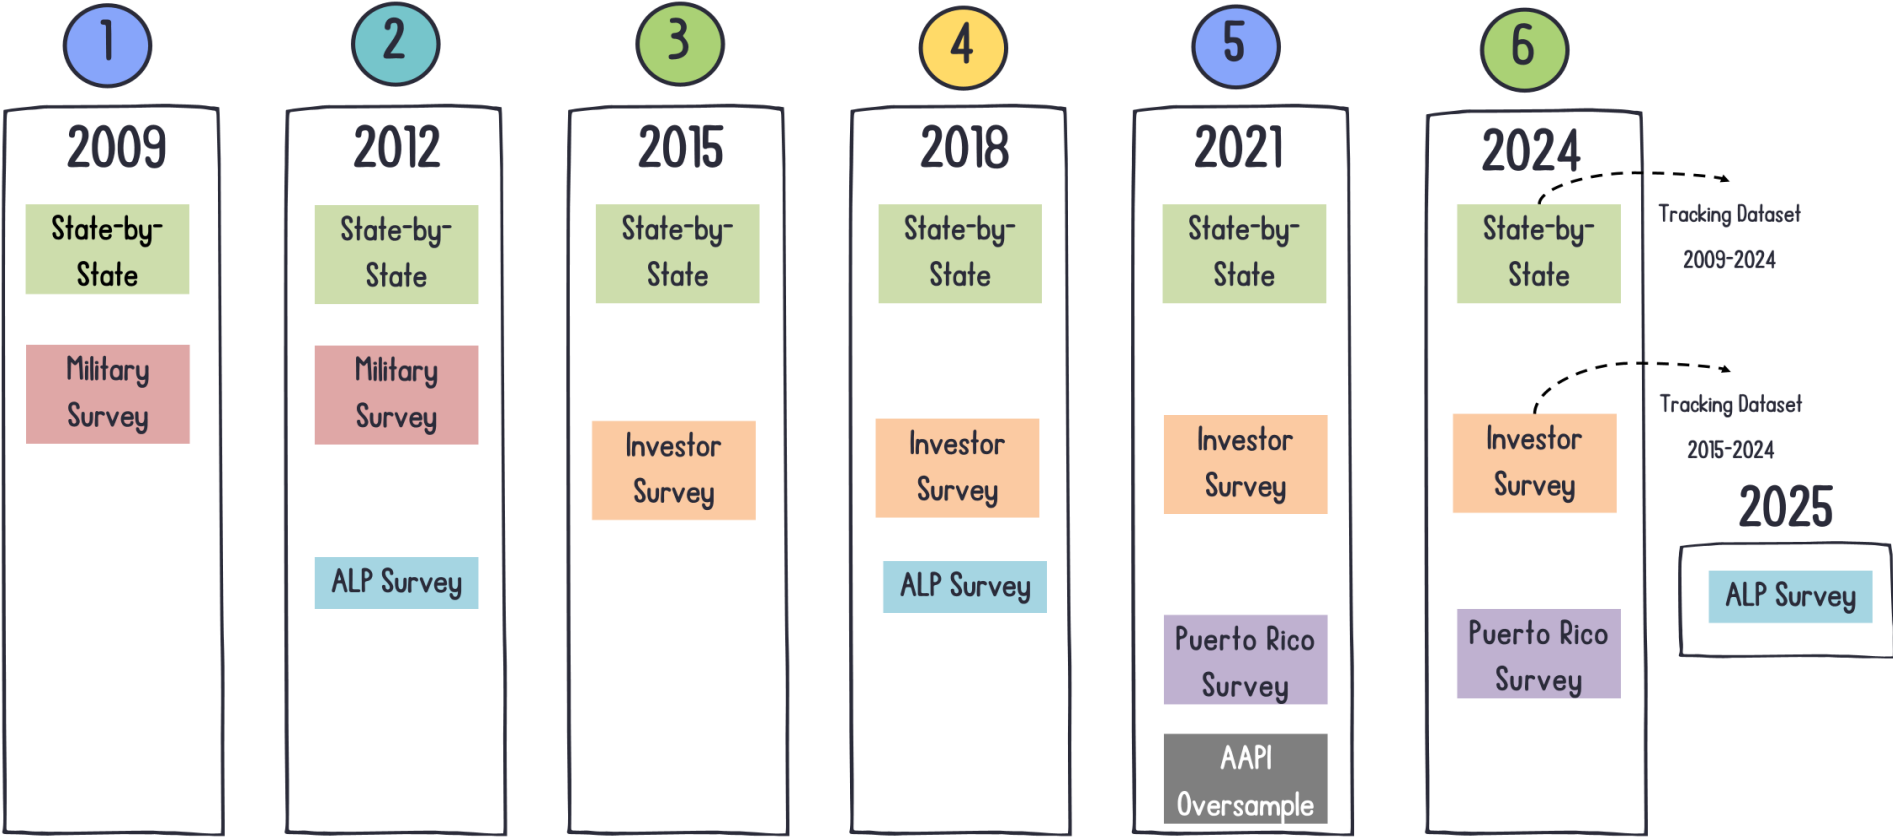 1
2009
State-by-
State
Military
Survey
2
2012
State-by-
State
Military
Survey
ALP Survey
3
2015
State-by-
State
Investor
Survey
4
2018
State-by-
State
Investor
Survey
ALP Survey
5
2021
State-by-
State
Investor
Survey
Puerto Rico
Survey
AAPI
Oversample
6
2024
State-by-
State
Investor
Survey
Puerto Rico
Survey
Tracking Dataset
2009-2024
Tracking Dataset
2015-2024
2025
ALP Survey